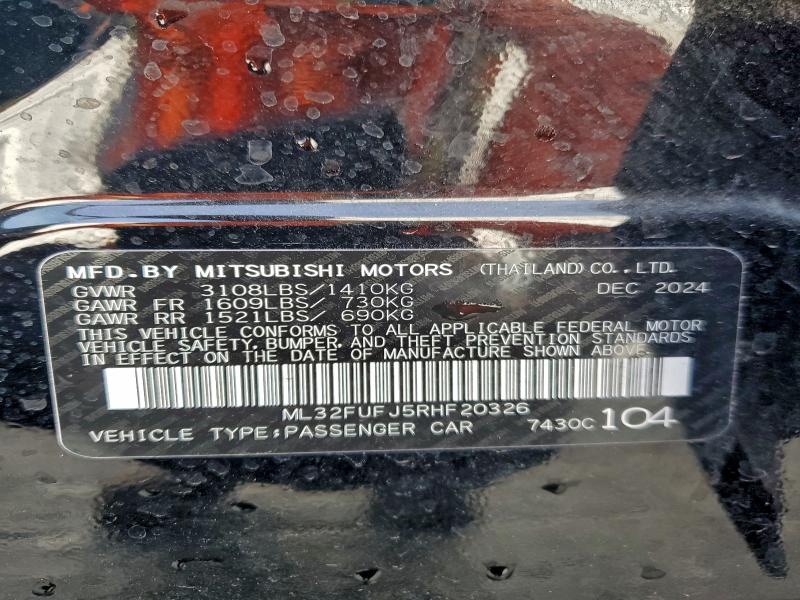 MFD. BY MITSUBISHI MOTORS (THAILAND) CO., LTD.
GVWR 3108LBS/1410KG DEC 2024
GAWR FR 1609LBS/ 730KG
GAWR RR 1521LBS/ 690KG
THIS VEHICLE CONFORMS TO ALL APPLICABLE FEDERAL MOTOR
VEHICLE SAFETY, BUMPER, AND THEFT PREVENTION STANDARDS
IN EFFECT ON THE DATE OF MANUFACTURE SHOWN ABOVE.
ML32FUFJ5RHF20326
VEHICLE TYPE:PASSENGER CAR 7430C 104